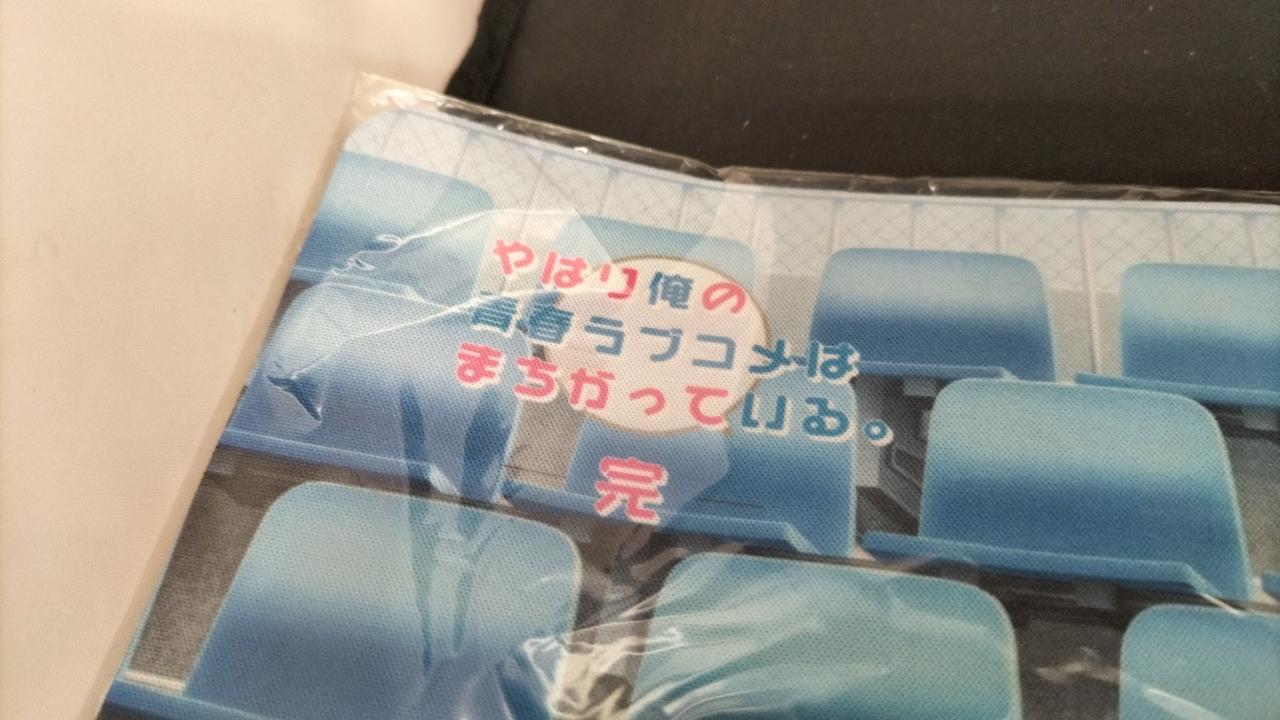 やはり俺の
青春ラブコメは
まちがっている。
完